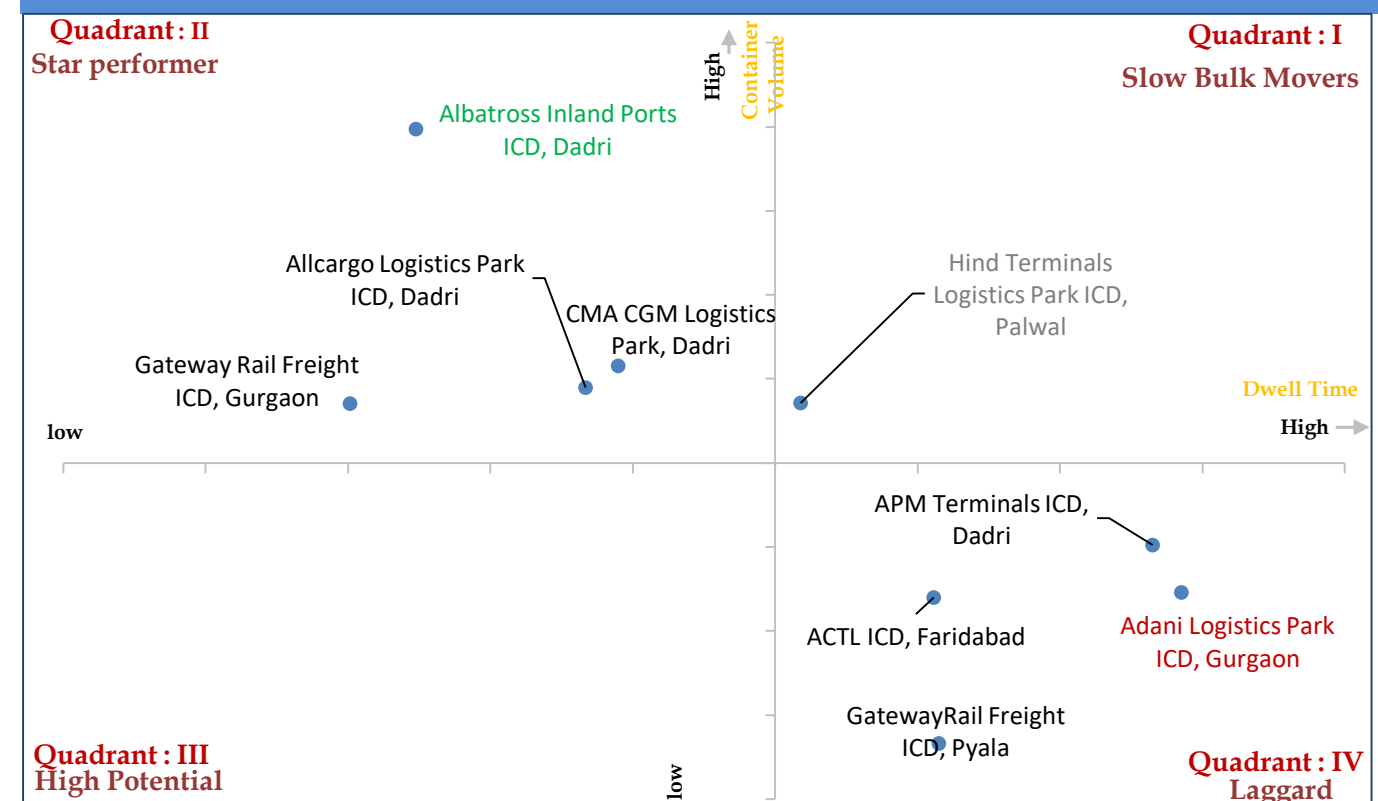 Quadrant : II
Star performer
High
Container
Volume
Quadrant : I
Slow Bulk Movers
Albatross Inland Ports
ICD, Dadri
Allcargo Logistics Park
ICD, Dadri
CMA CGM Logistics
Park, Dadri
Hind Terminals
Logistics Park ICD,
Palwal
Gateway Rail Freight
ICD, Gurgaon
Dwell Time
low
High
APM Terminals ICD,
Dadri
ACTL ICD, Faridabad
Adani Logistics Park
ICD, Gurgaon
GatewayRail Freight
ICD, Pyala
Quadrant : III
High Potential
low
Quadrant : IV
Laggard